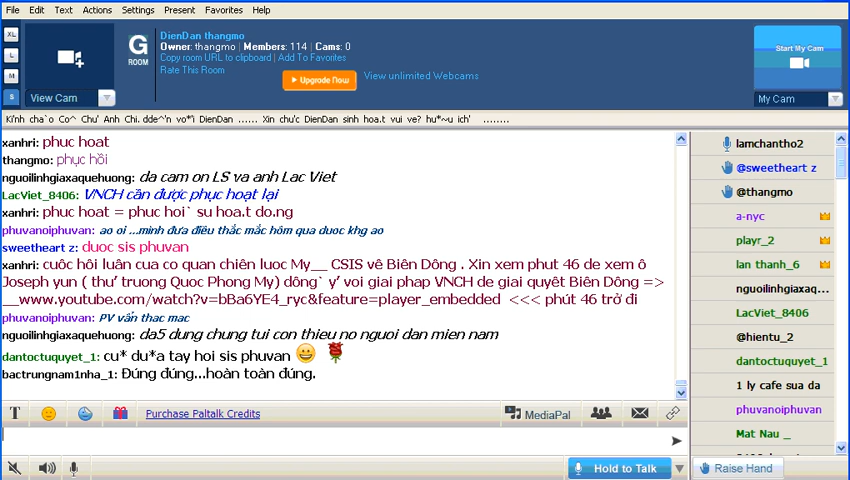 File Edit Text Actions Settings Present Favorites Help
XL
L
M
S
View Cam
G
ROOM
DienDan thangmo
Owner: thangmo | Members: 114 | Cams: 0
Copy room URL to clipboard | Add To Favorites
Rate This Room
Upgrade Now
View unlimited Webcams
Start My Cam
My Cam
Ki'nh cha`o Co^ Chu' Anh Chi. dde^'n vo*'i DienDan ...... Xin chu'c DienDan sinh hoa.t vui ve? hu*~u ich' ........
xanhri: phuc hoat
thangmo: phục hồi
nguoilinhgiaxaquehuong: da cam on LS va anh Lac Viet
LacViet_8406: VNCH cần được phục hoạt lại
xanhri: phuc hoat = phuc hoi` su hoa.t do.ng
phuvanoiphuvan: ao oi ...mình đưa điều thắc mắc hôm qua duoc khg ao
sweetheart z: duoc sis phuvan
xanhri: cuôc hôi luân cua co quan chiên luoc My__ CSIS vê Biên Dông . Xin xem phut 46 de xem ô
Joseph yun ( thư' truong Quoc Phong My) dông` y' voi giai phap VNCH de giai quyêt Biên Dông =>
__www.youtube.com/watch?v=bBa6YE4_ryc&feature=player_embedded <<< phút 46 trở đi
phuvanoiphuvan: PV vẩn thac mac
nguoilinhgiaxaquehuong: da5 dung chung tui con thieu no nguoi dan mien nam
dantoctuquyet_1: cu* du*a tay hoi sis phuvan
bactrungnam1nha_1: Đúng đúng...hoàn toàn đúng.
T
Purchase Paltalk Credits
MediaPal
Hold to Talk
lamchantho2
@sweetheart z
@thangmo
a-nyc
playr_2
lan thanh_6
nguoilinhgiaxaq...
LacViet_8406
@hientu_2
dantoctuquyet_1
1 ly cafe sua da
phuvanoiphuvan
Mat Nau _
Raise Hand